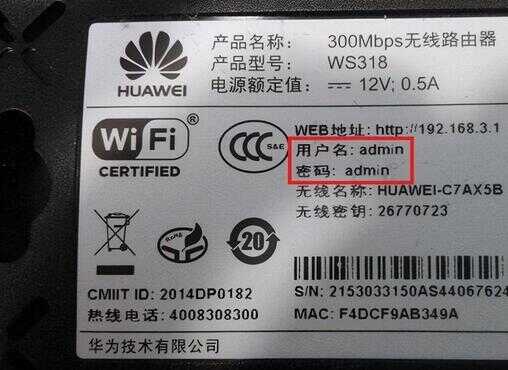 产品名称: 300Mbps无线路由器
产品型号: WS318
电源额定值: 12V; 0.5A
HUAWEI
WEB地址: http://192.168.3.1
用户名: admin
密码: admin
无线名称: HUAWEI-C7AX5B
无线密钥: 26770723
Wi Fi
CERTIFIED
CCC
S&E
20
CMIIT ID: 2014DP0182
热线电话: 4008308300
华为技术有限公司
S/N: 2153033150AS44067624
MAC: F4DCF9AB349A